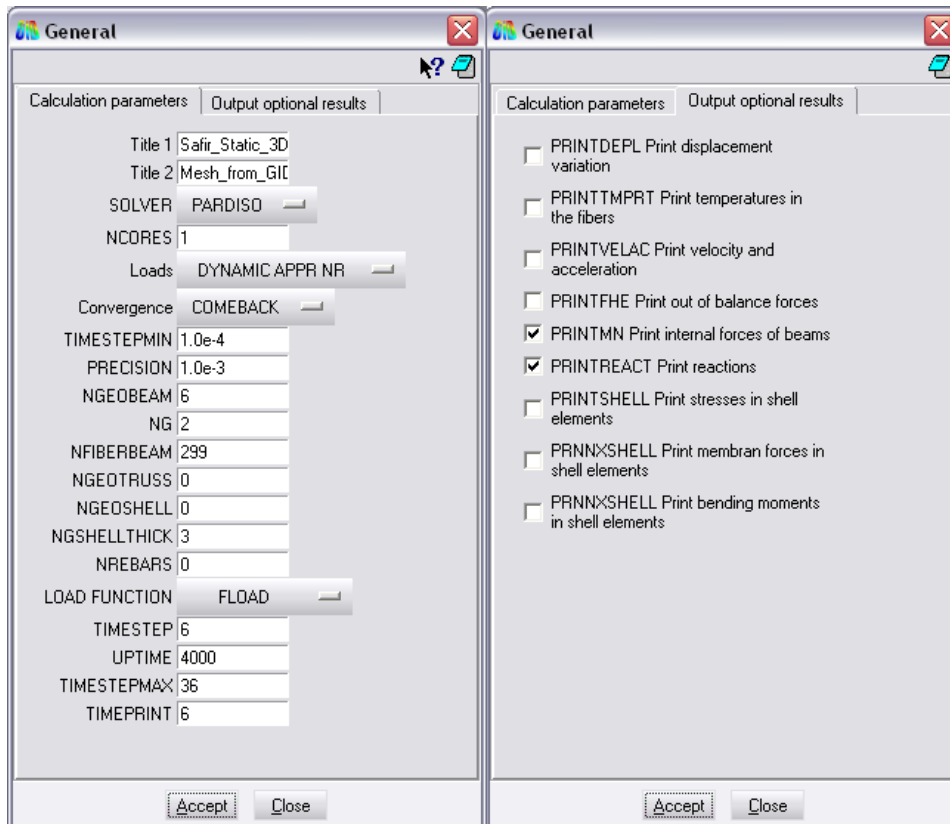 General
Calculation parameters
Output optional results
Title 1 Safir_Static_3D
Title 2 Mesh_from_GID
SOLVER PARDISO
NCORES 1
Loads DYNAMIC APPR NR
Convergence COMEBACK
TIMESTEPMIN 1.0e-4
PRECISION 1.0e-3
NGEOBEAM 6
NG 2
NFIBERBEAM 299
NGEOTRUSS 0
NGEOSHELL 0
NGSHELLTHICK 3
NREBARS 0
LOAD FUNCTION FLOAD
TIMESTEP 6
UPTIME 4000
TIMESTEPMAX 36
TIMEPRINT 6
Accept Close
General
Calculation parameters
Output optional results
PRINTDEPL Print displacement
variation
PRINTTMPRT Print temperatures in
the fibers
PRINTVELAC Print velocity and
acceleration
PRINTFHE Print out of balance forces
PRINTMN Print internal forces of beams
PRINTREACT Print reactions
PRINTSHELL Print stresses in shell
elements
PRNNXSHELL Print membran forces in
shell elements
PRNNXSHELL Print bending moments
in shell elements
Accept Close